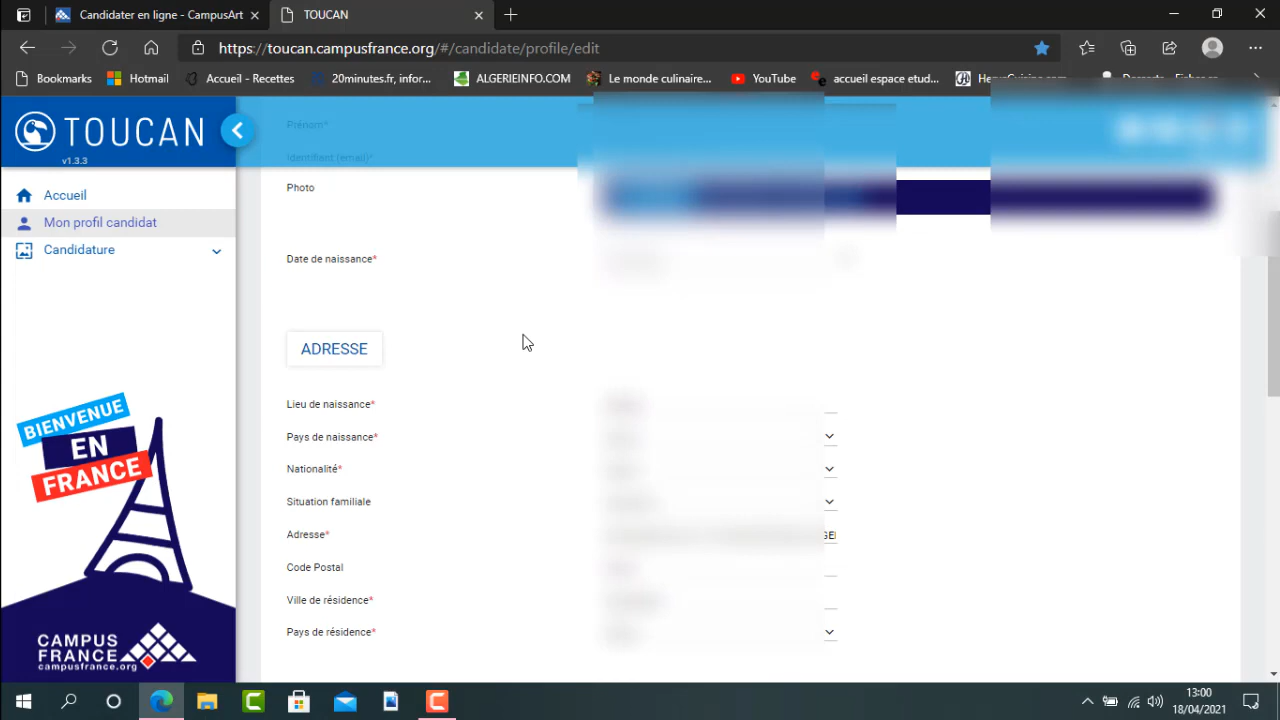 Candidater en ligne - CampusArt
TOUCAN
https://toucan.campusfrance.org/#/candidate/profile/edit
Bookmarks
Hotmail
Accueil - Recettes
20minutes.fr, infor...
ALGERIEINFO.COM
Le monde culinaire...
YouTube
accueil espace etud...
TOUCAN
v1.3.3
Accueil
Mon profil candidat
Candidature
BIENVENUE
EN
FRANCE
CAMPUS
FRANCE
campusfrance.org
Prénom*
Identifiant (email)*
Photo
Date de naissance*
ADRESSE
Lieu de naissance*
Pays de naissance*
Nationalité*
Situation familiale
Adresse*
Code Postal
Ville de résidence*
Pays de résidence*
13:00
18/04/2021